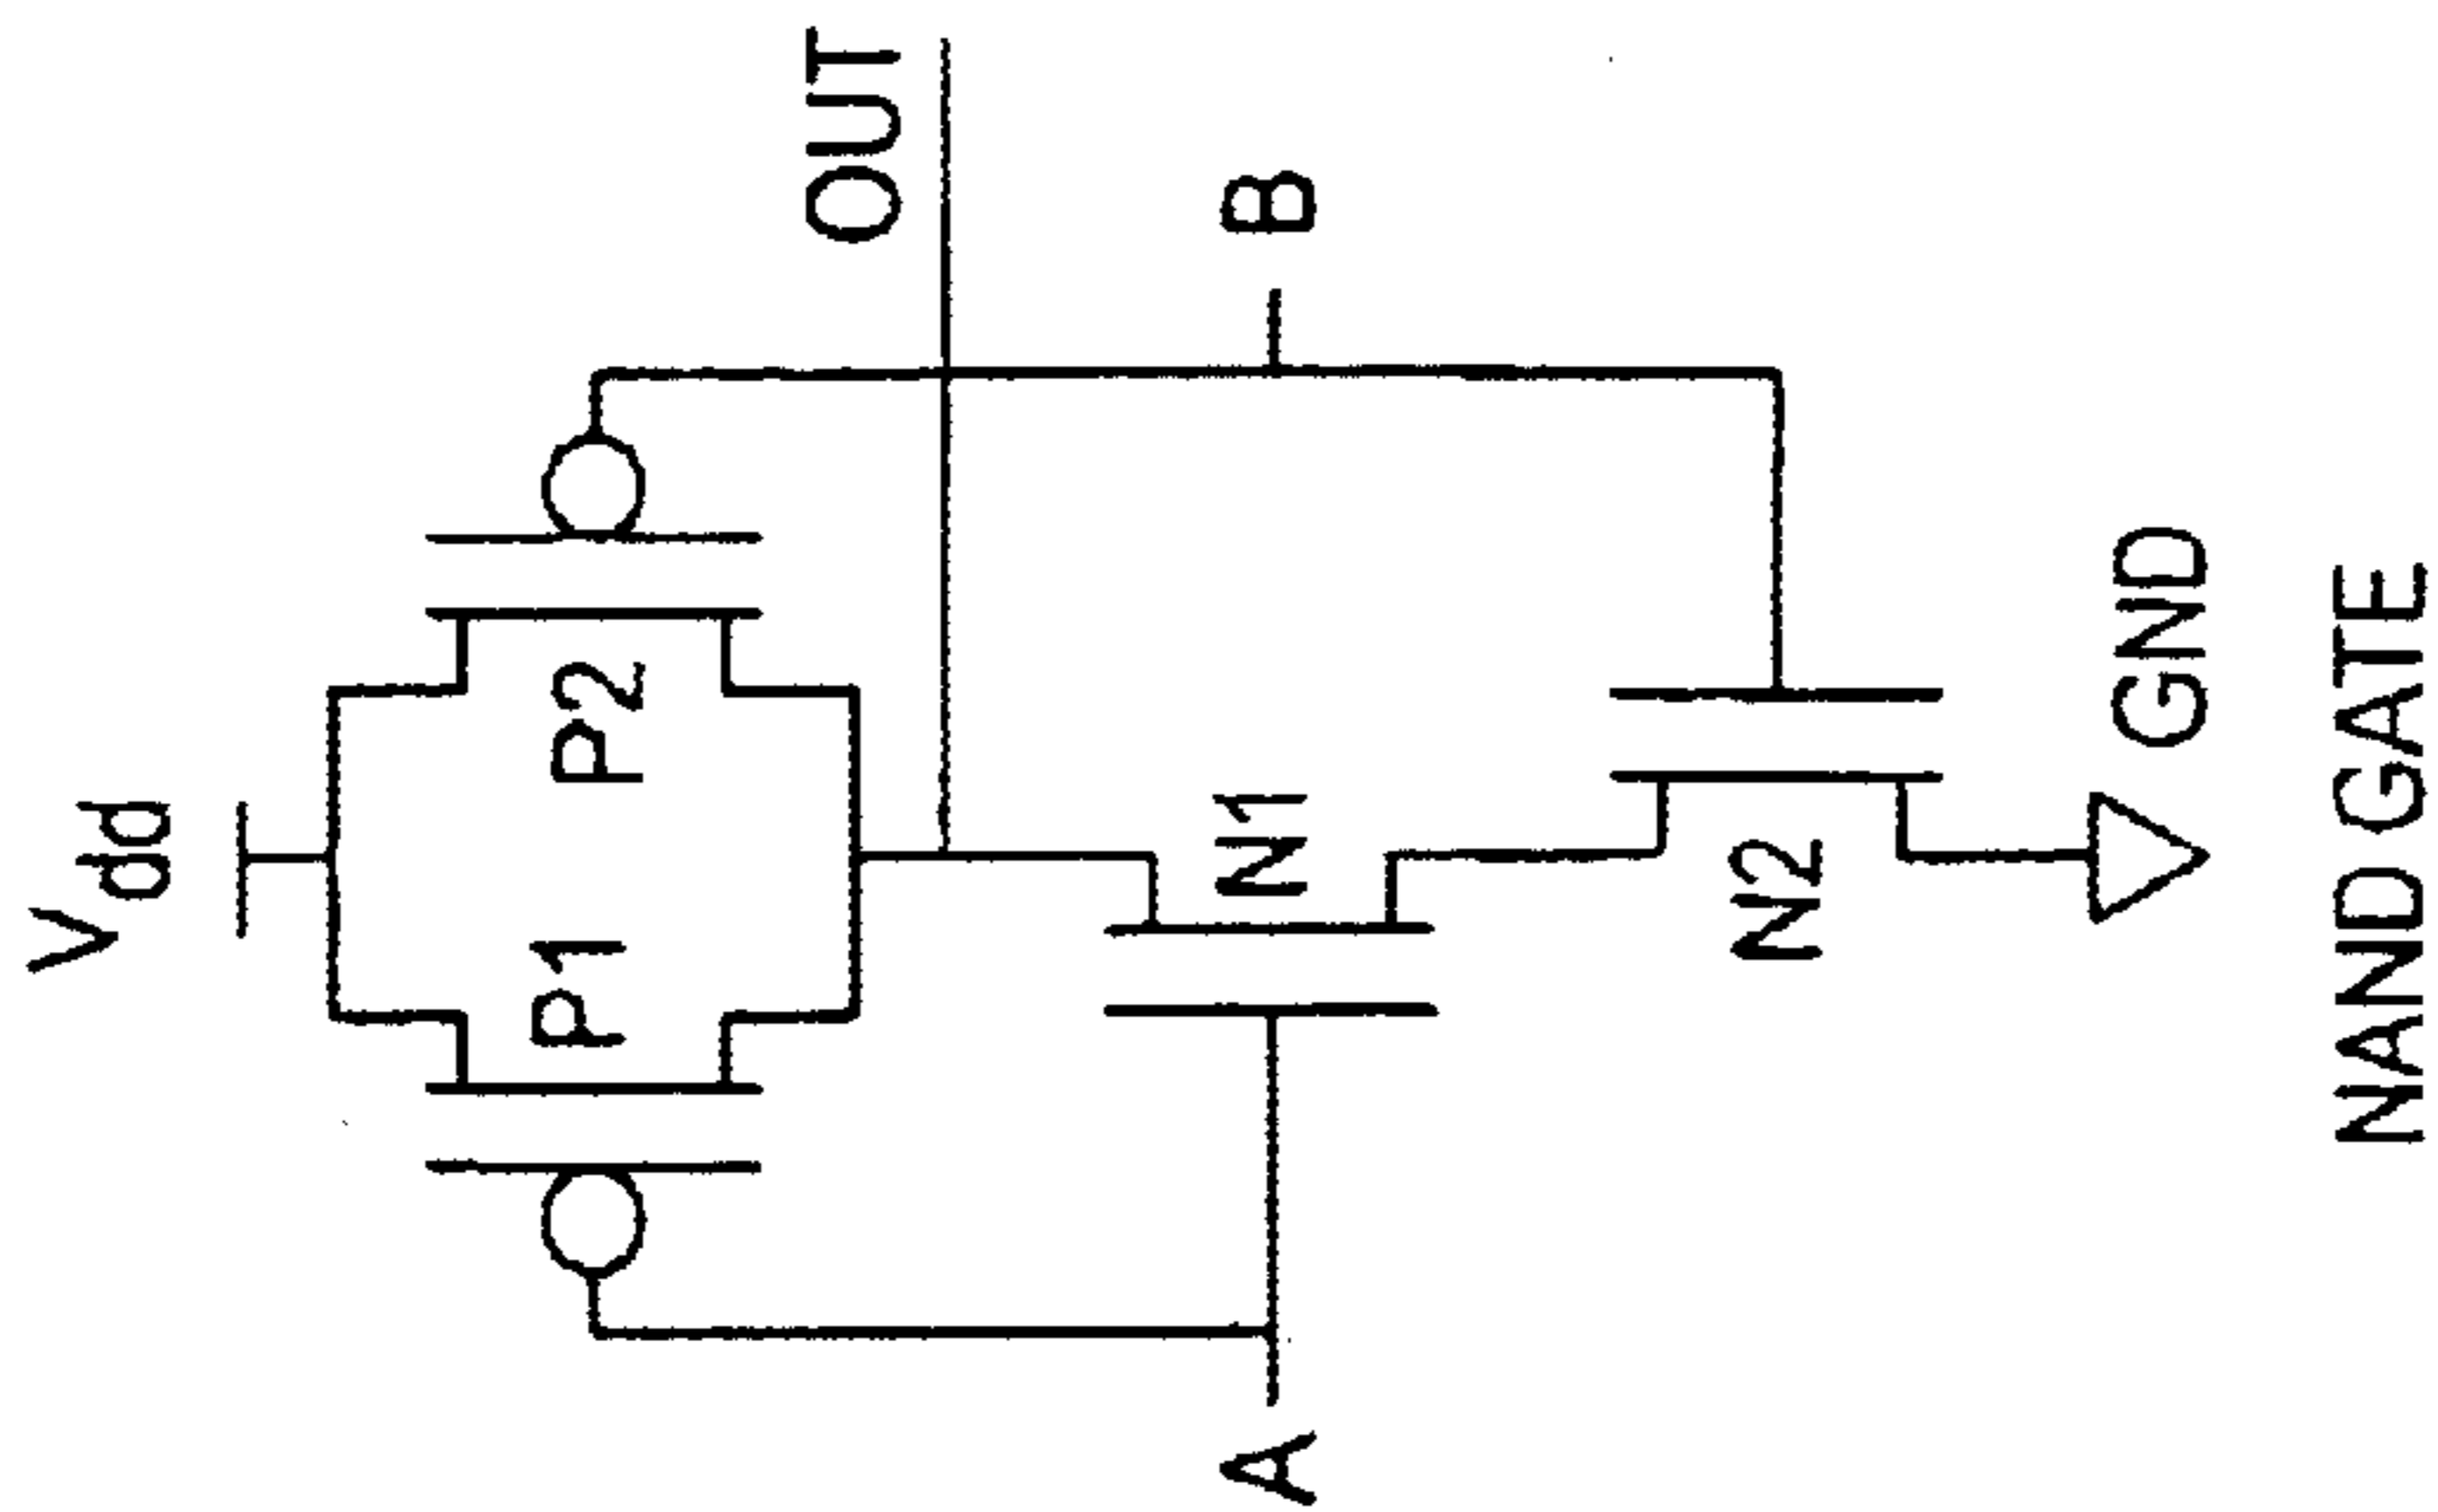 Vdd
P1
P2
OUT
A
N1
B
N2
GND
NAND GATE